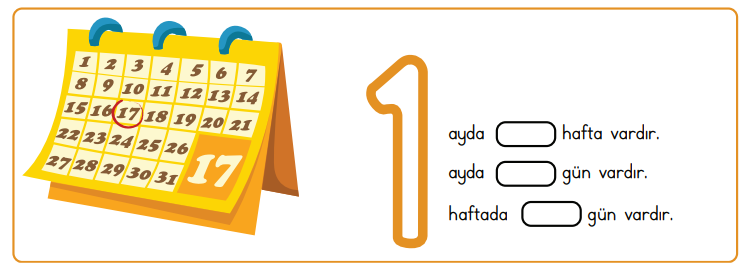 1 2 3 4 5 6 7
8 9 10 11 12 13 14
15 16 17 18 19 20 21
22 23 24 25 26
27 28 29 30 31
17
1
ayda hafta vardır.
ayda gün vardır.
haftada gün vardır.